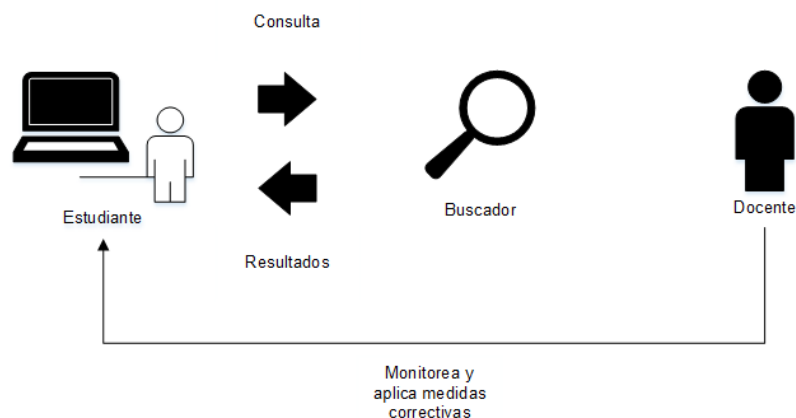 Consulta
Estudiante
Buscador
Docente
Resultados
Monitorea y
aplica medidas
correctivas